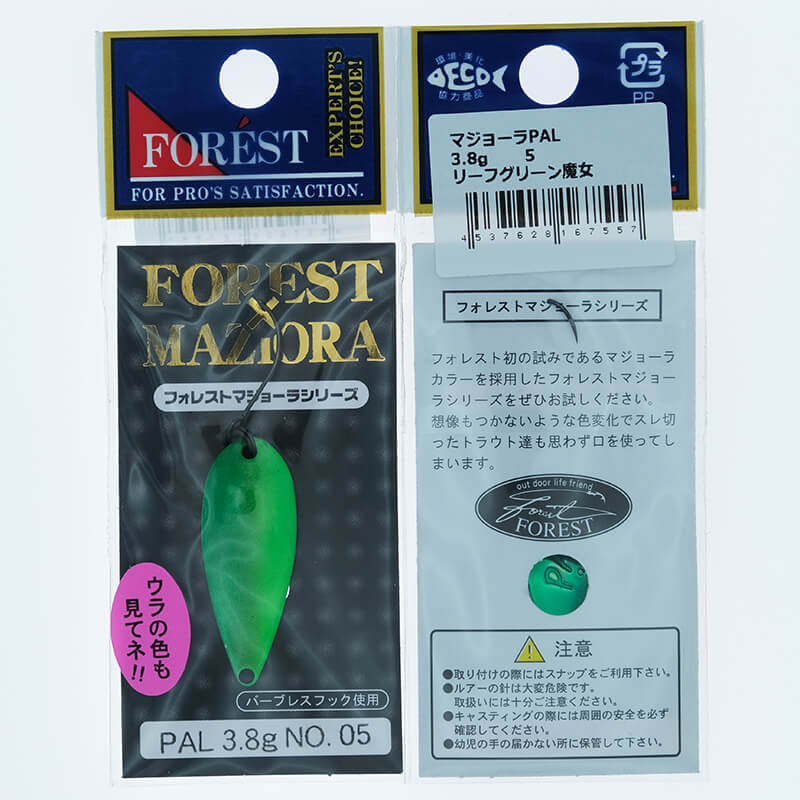 FORÉST
FOR PRO'S SATISFACTION.
EXPERT'S
CHOICE!
FOREST
MAZIORA
フォレストマジョーラシリーズ
ウラの色も
見てネ!!
バーブレスフック使用
PAL 3.8g NO. 05
環境・美化
ECO
協力商品
プラ
PP
マジョーラPAL
3.8g 5
リーフグリーン魔女
4537628167557
フォレストマジョーラシリーズ
フォレスト初の試みであるマジョーラ
カラーを採用したフォレストマジョー
ラシリーズをぜひお試しください。
想像もつかないような色変化でスレ切
ったトラウト達も思わず口を使ってし
まいます。
out door life friend
Forest
FOREST
注意
●取り付けの際にはスナップをご利用下さい。
●ルアーの針は大変危険です。
取扱いには十分ご注意ください。
●キャスティングの際には周囲の安全を必ず
確認してください。
●幼児の手の届かない所に保管して下さい。